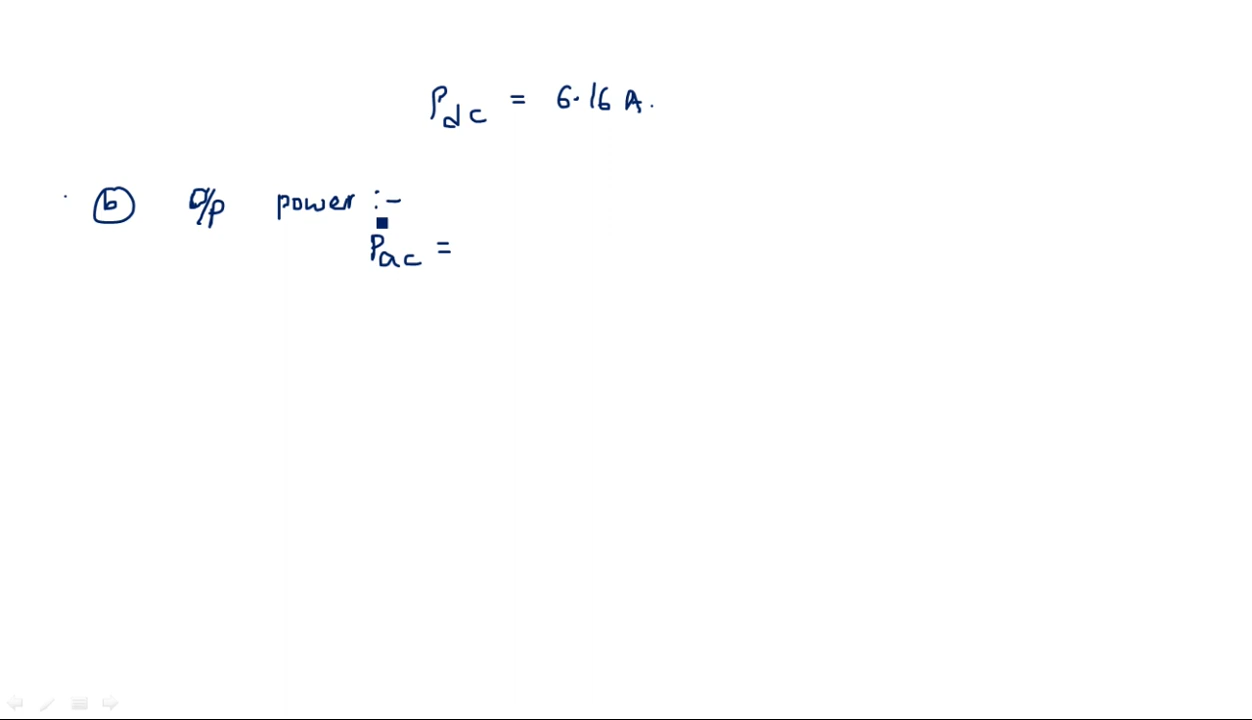 Pdc = 6.16 A.
(b) O/P power :-
Pac =